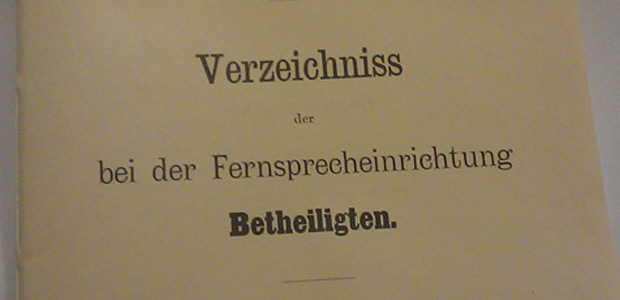 Verzeichniss
der
bei der Fernsprecheinrichtung
Betheiligten.